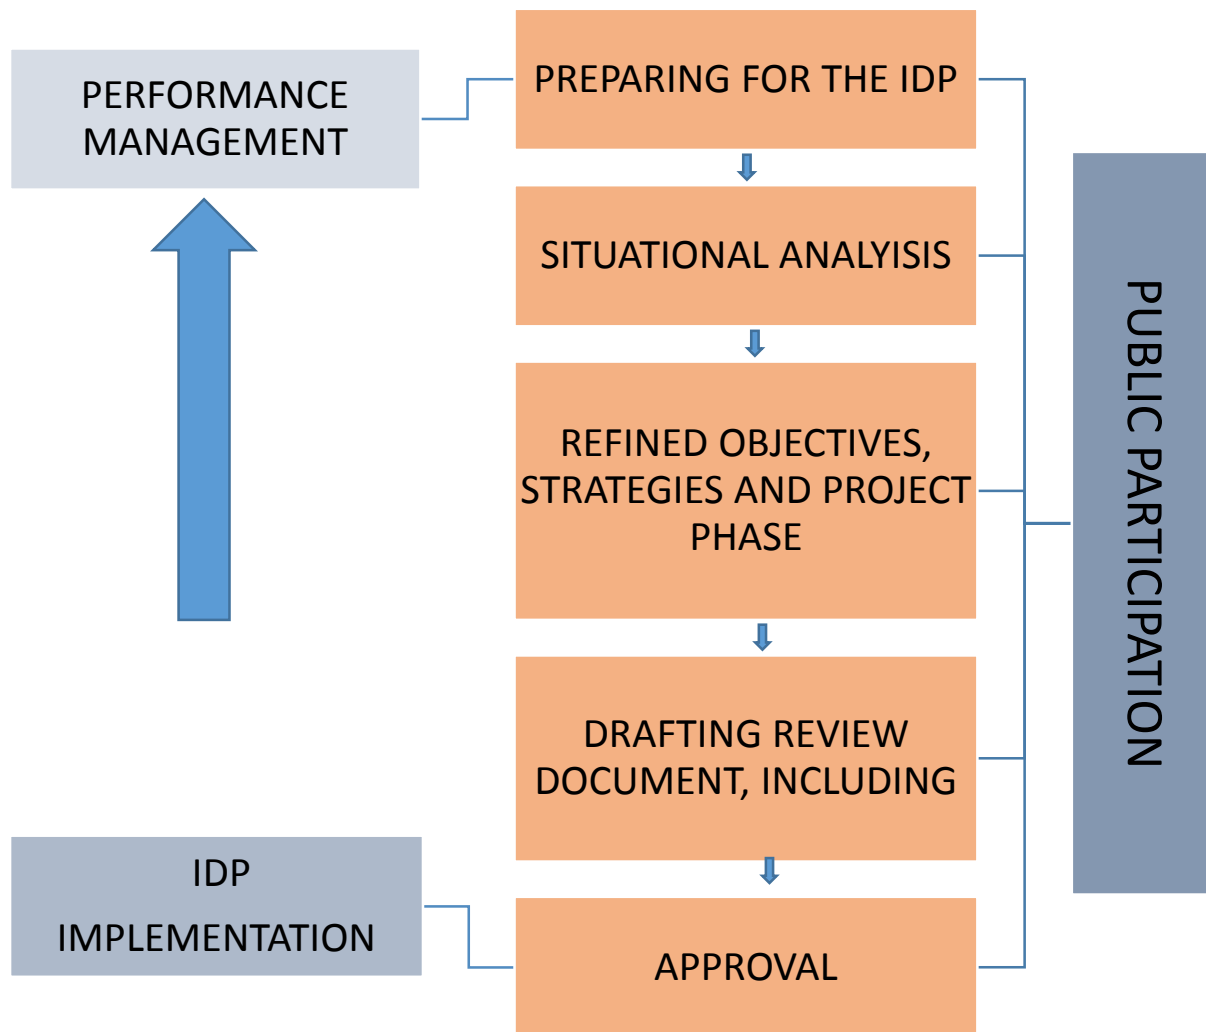 PERFORMANCE
MANAGEMENT
PREPARING FOR THE IDP
SITUATIONAL ANALYISIS
REFINED OBJECTIVES,
STRATEGIES AND PROJECT
PHASE
DRAFTING REVIEW
DOCUMENT, INCLUDING
APPROVAL
IDP
IMPLEMENTATION
PUBLIC PARTICIPATION